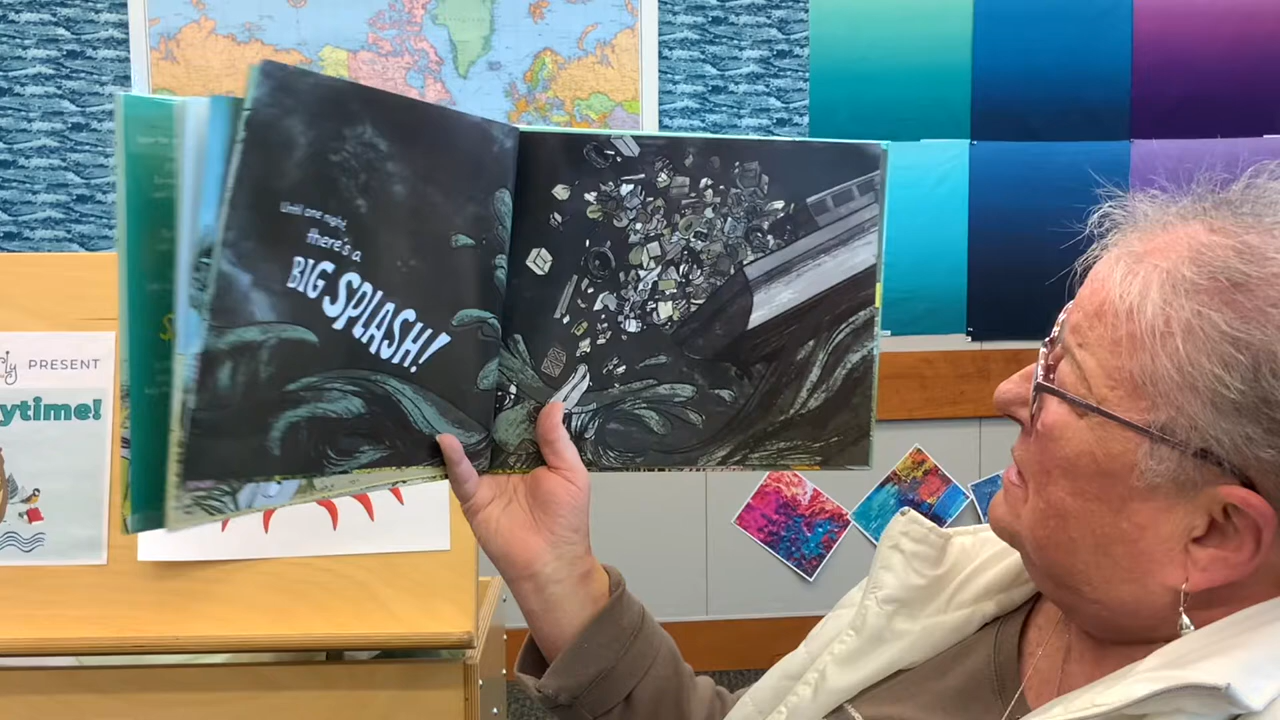 Until one night,
there's a
BIG SPLASH!
PRESENT
ytime!